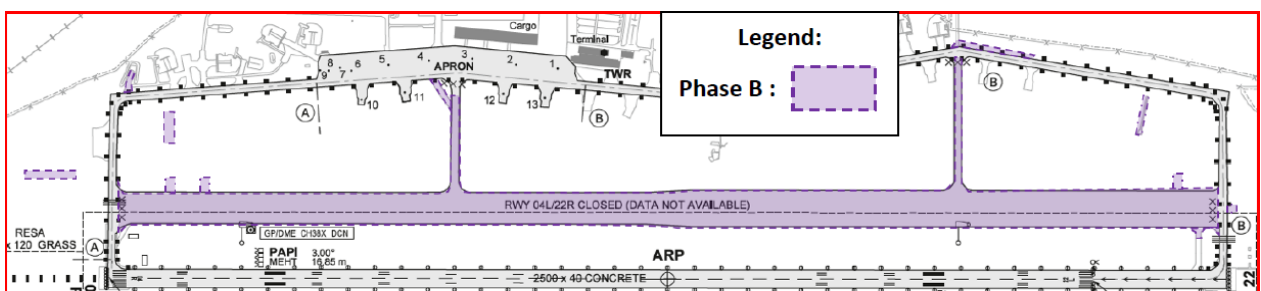 Cargo
Terminal
TWR
Legend:
Phase B :
APRON
9
8
7
6
5
4
3
2
1
10
11
12
13
A
B
B
RWY 04L/22R CLOSED (DATA NOT AVAILABLE)
RESA
x 120 GRASS
A
B
GP/DME CH38X DCN
PAPI 3.00°
MEHT 16,85 m
ARP
2500 x 40 CONCRETE
22